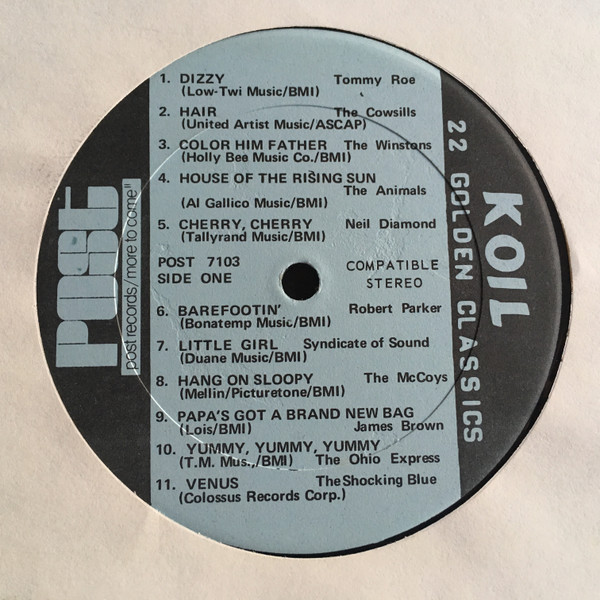 1. DIZZY Tommy Roe
(Low-Twi Music/BMI)
2. HAIR The Cowsills
(United Artist Music/ASCAP)
3. COLOR HIM FATHER The Winstons
(Holly Bee Music Co./BMI)
4. HOUSE OF THE RISING SUN
The Animals
(Al Gallico Music/BMI)
5. CHERRY, CHERRY Neil Diamond
(Tallyrand Music/BMI)
POST 7103 COMPATIBLE
SIDE ONE STEREO
6. BAREFOOTIN' Robert Parker
(Bonatemp Music/BMI)
7. LITTLE GIRL Syndicate of Sound
(Duane Music/BMI)
8. HANG ON SLOOPY The McCoys
(Mellin/Picturetone/BMI)
9. PAPA'S GOT A BRAND NEW BAG
(Lois/BMI) James Brown
10. YUMMY, YUMMY, YUMMY
(T.M. Mus./BMI) The Ohio Express
11. VENUS The Shocking Blue
(Colossus Records Corp.)
post
post records/more to come"
KOIL
22 GOLDEN CLASSICS